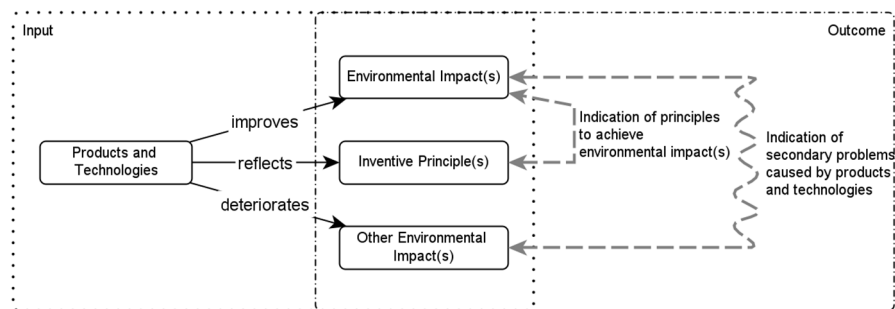 Input
Outcome
Environmental Impact(s)
improves
Indication of principles
to achieve
environmental impact(s)
Indication of
secondary problems
caused by products
and technologies
Products and
Technologies
reflects
Inventive Principle(s)
deteriorates
Other Environmental
Impact(s)